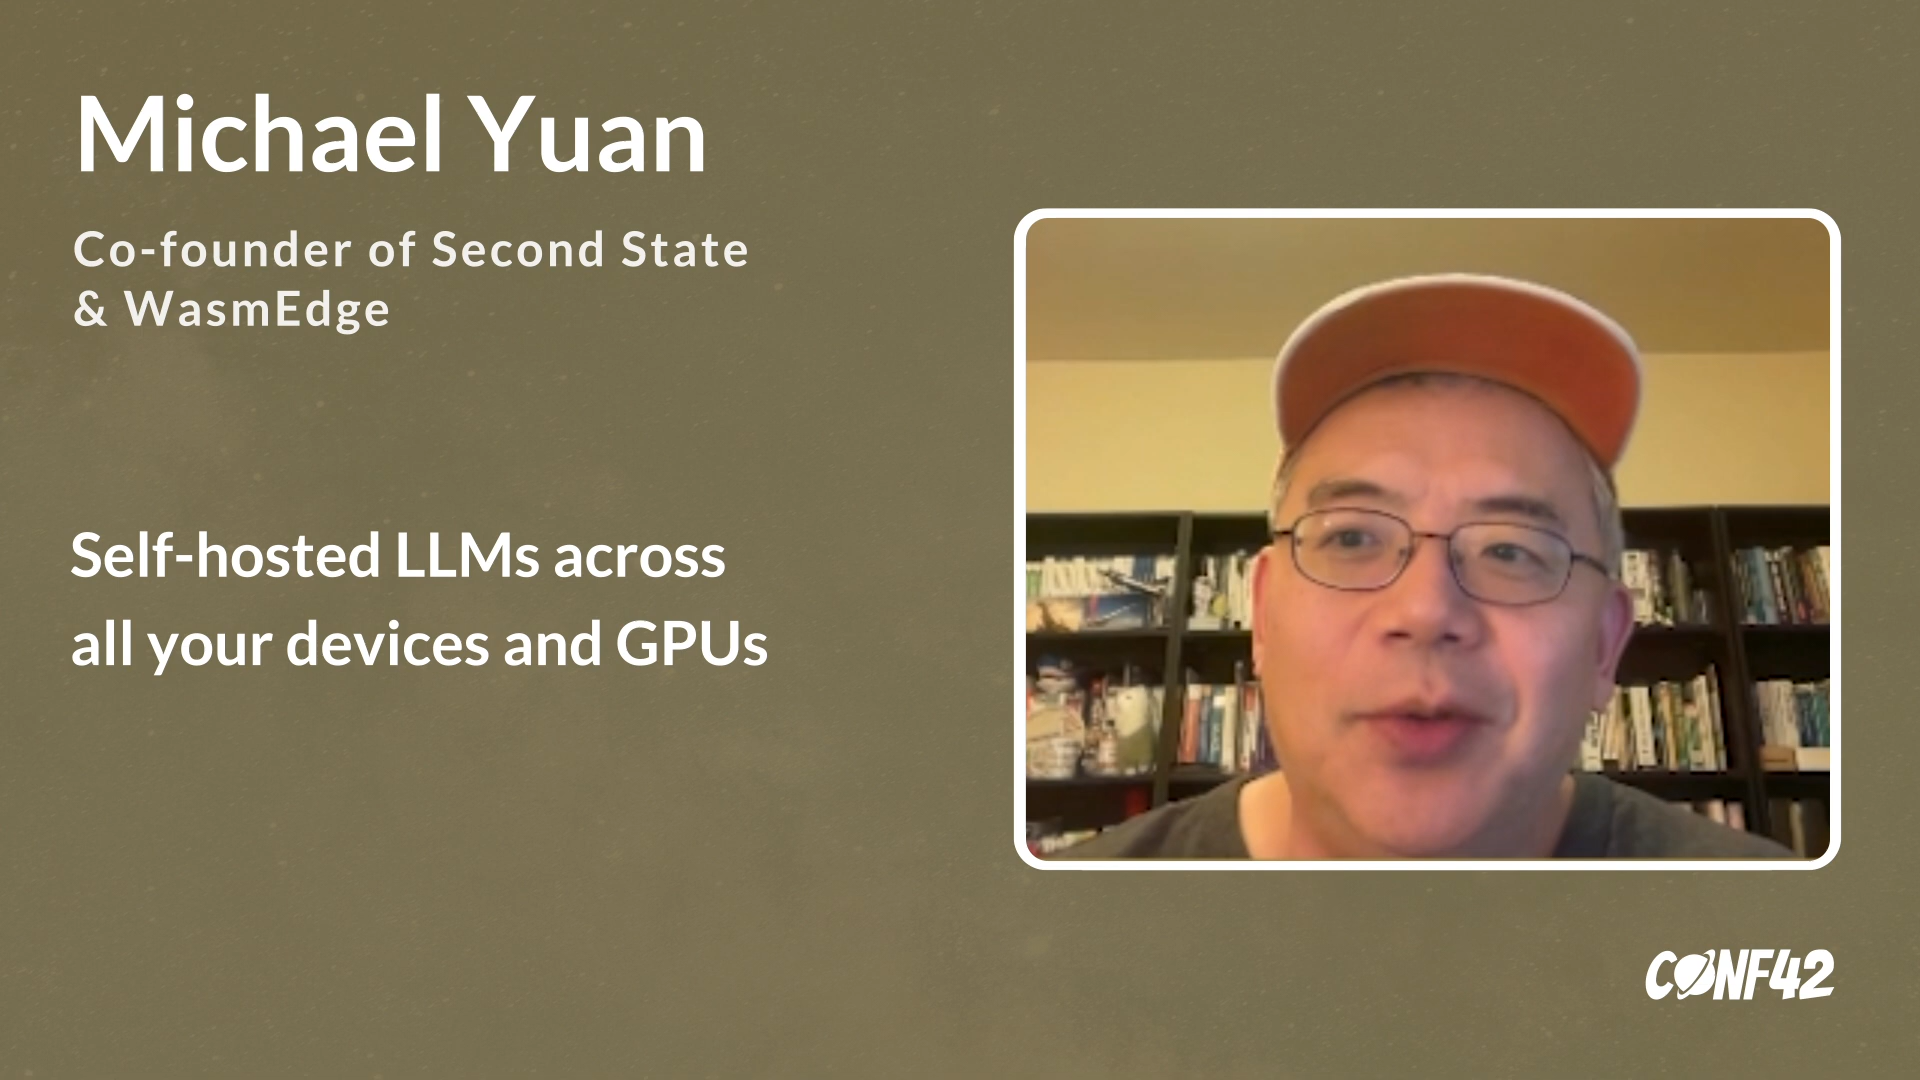 Michael Yuan
Co-founder of Second State
& WasmEdge
Self-hosted LLMs across
all your devices and GPUs
CONF42